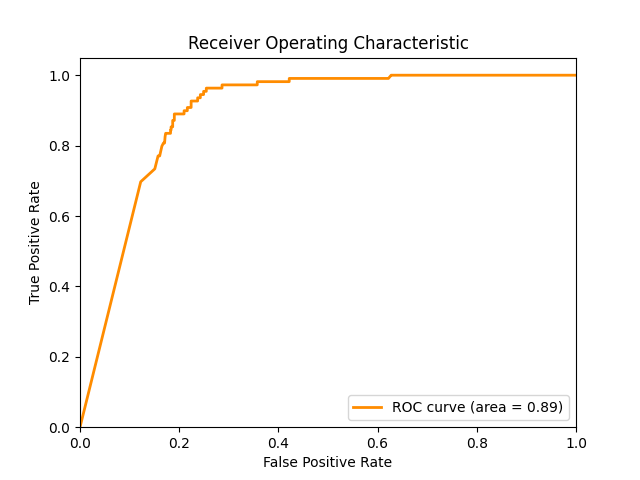 Receiver Operating Characteristic
True Positive Rate
1.0
0.8
0.6
0.4
0.2
0.0
ROC curve (area = 0.89)
0.0 0.2 0.4 0.6 0.8 1.0
False Positive Rate